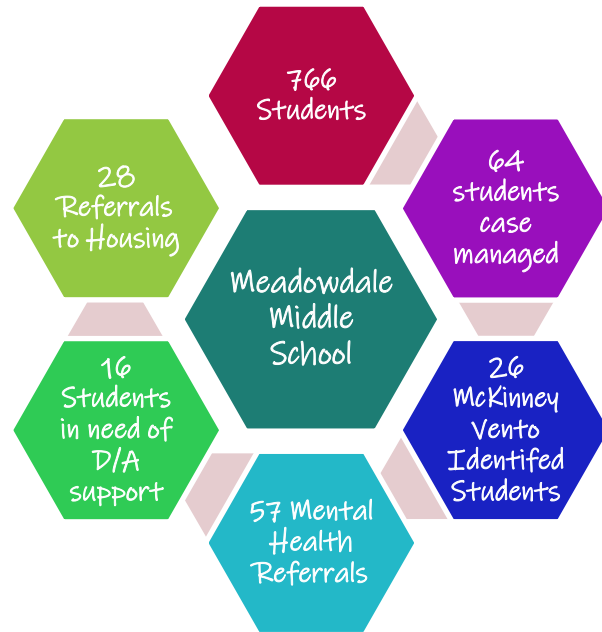 766
Students
64
students
case
managed
26
McKinney
Vento
Identifed
Students
57 Mental
Health
Referrals
16
Students
in need of
D/A
support
28
Referrals
to Housing
Meadowdale
Middle
School